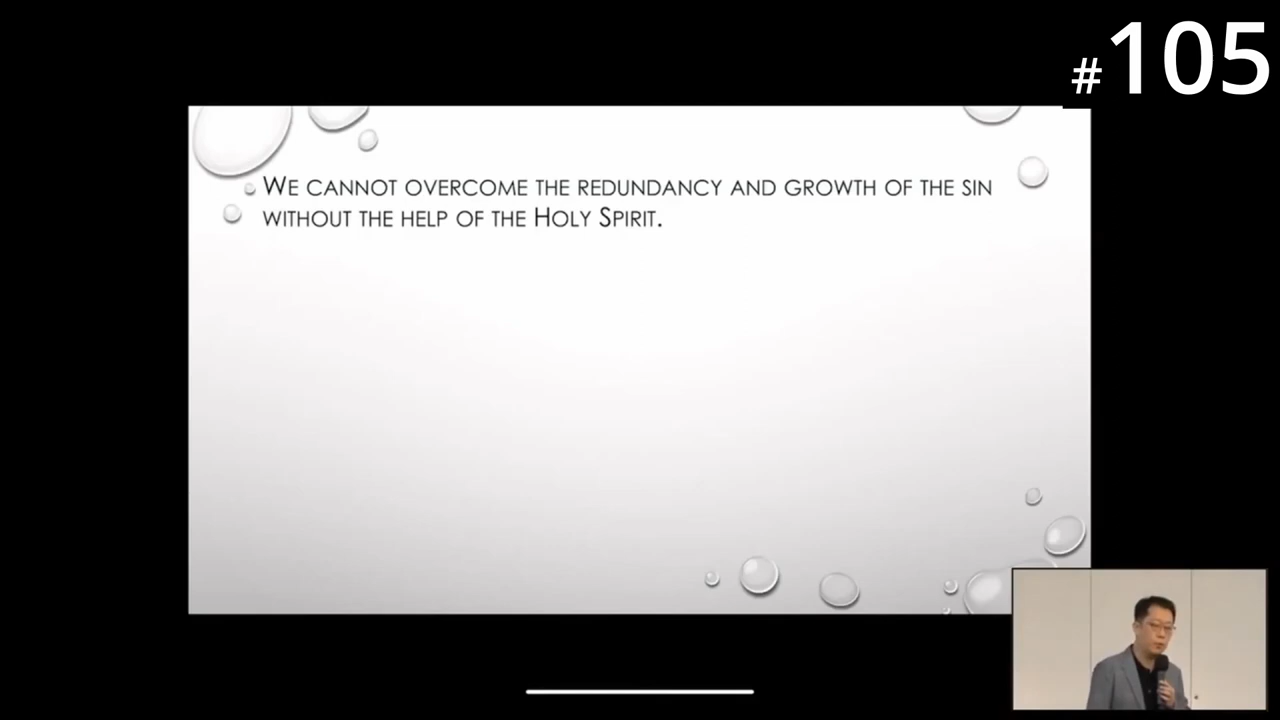 #105
WE CANNOT OVERCOME THE REDUNDANCY AND GROWTH OF THE SIN
WITHOUT THE HELP OF THE HOLY SPIRIT.